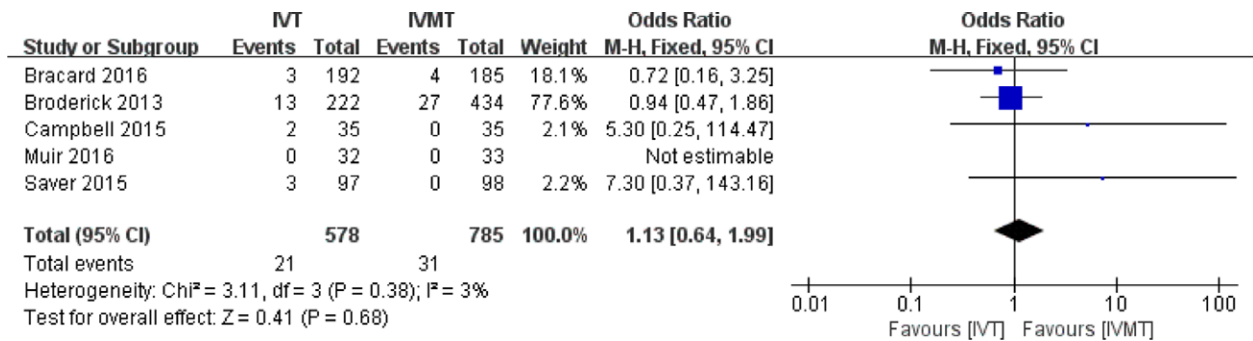 IVT IVMT Odds Ratio Odds Ratio
Study or Subgroup Events Total Events Total Weight M-H, Fixed, 95% CI M-H, Fixed, 95% CI
Bracard 2016 3 192 4 185 18.1% 0.72 [0.16, 3.25]
Broderick 2013 13 222 27 434 77.6% 0.94 [0.47, 1.86]
Campbell 2015 2 35 0 35 2.1% 5.30 [0.25, 114.47]
Muir 2016 0 32 0 33 Not estimable
Saver 2015 3 97 0 98 2.2% 7.30 [0.37, 143.16]
Total (95% CI) 578 785 100.0% 1.13 [0.64, 1.99]
Total events 21 31
Heterogeneity: Chi² = 3.11, df = 3 (P = 0.38); I² = 3%
Test for overall effect: Z = 0.41 (P = 0.68)
0.01 0.1 1 10 100
Favours [IVT] Favours [IVMT]